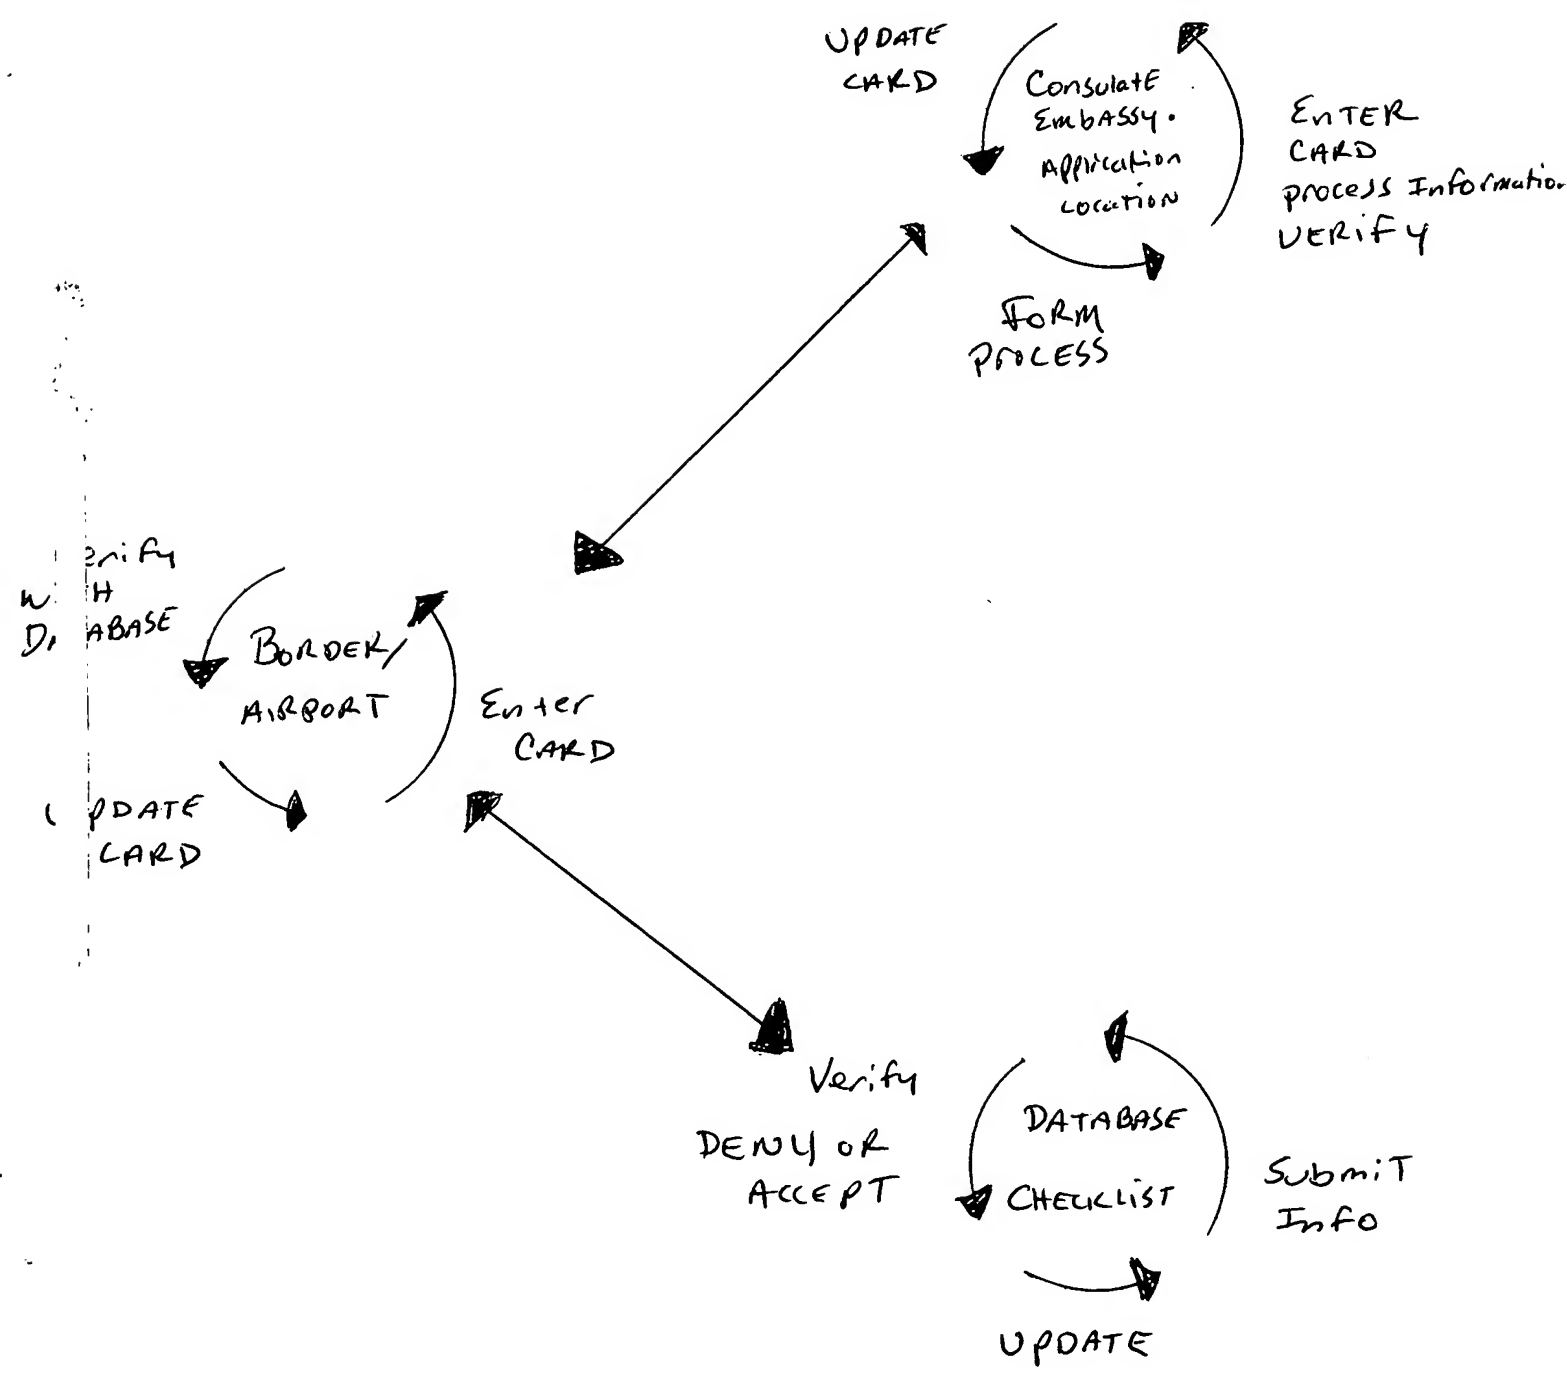 UPDATE
CARD
Consulate
Embassy.
Application
Location
Enter
CARD
process Information
VERIFY
FORM
PROCESS
erify
H
ABASE
BORDER/
AIRPORT
Enter
CARD
PDATE
CARD
Verify
DENY OR
ACCEPT
DATABASE
CHECKLIST
Submit
Info
UPDATE